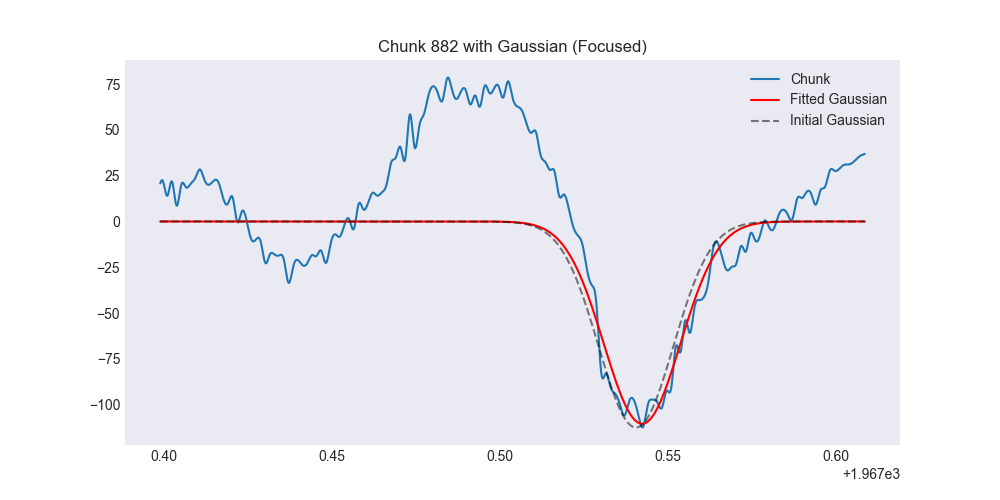 Chunk 882 with Gaussian (Focused)
Chunk
Fitted Gaussian
Initial Gaussian
75
50
25
0
−25
−50
−75
−100
0.40 0.45 0.50 0.55 0.60
+1.967e3